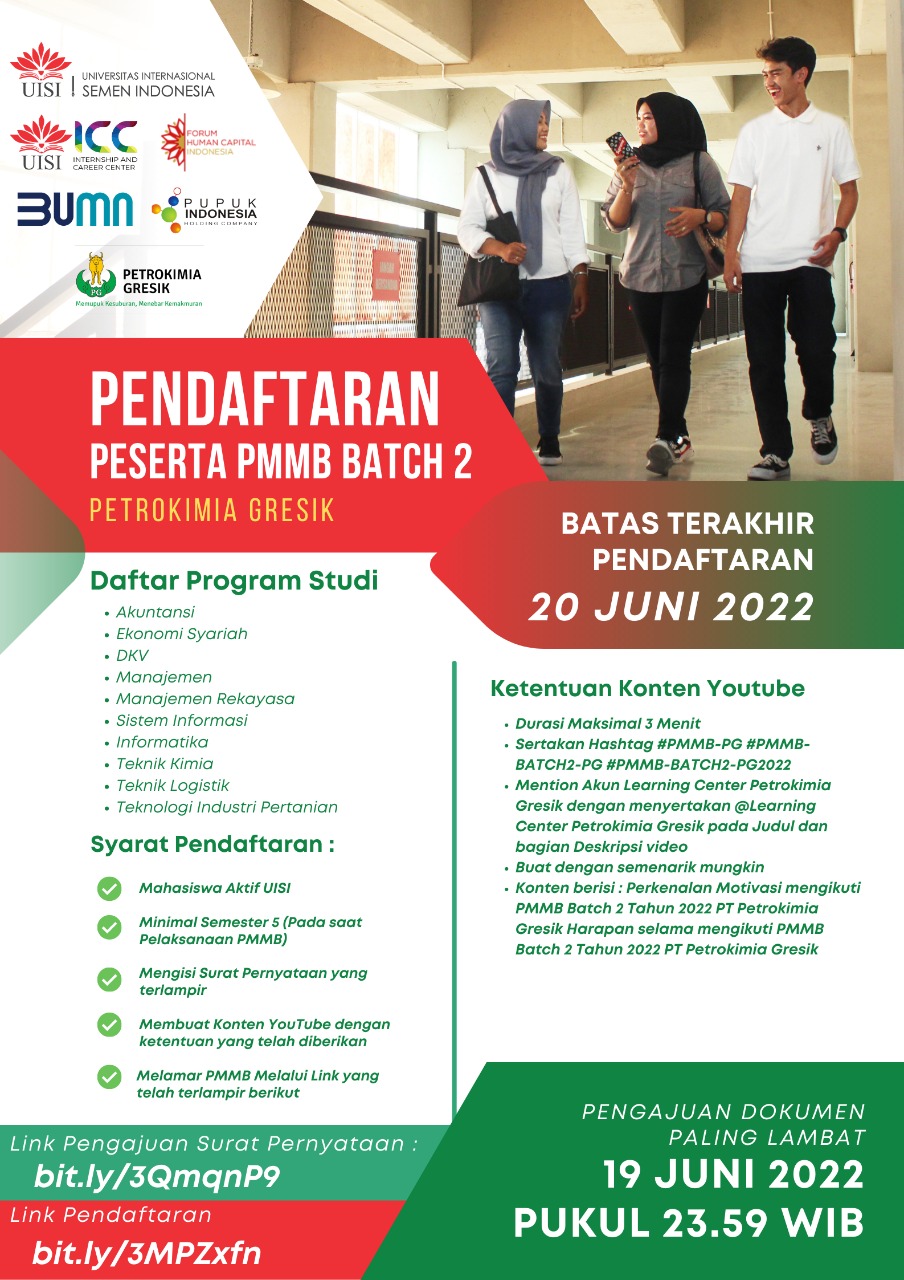 UISI
UNIVERSITAS INTERNASIONAL
SEMEN INDONESIA
UISI
ICC
INTERNSHIP AND
CAREER CENTER
FORUM
HUMAN CAPITAL
INDONESIA
BUMN
PUPUK
INDONESIA
HOLDING COMPANY
PG
PETROKIMIA
GRESIK
Memupuk Kesuburan, Menebar Kemakmuran
PENDAFTARAN
PESERTA PMMB BATCH 2
PETROKIMIA GRESIK
BATAS TERAKHIR
PENDAFTARAN
20 JUNI 2022
Daftar Program Studi
• Akuntansi
• Ekonomi Syariah
• DKV
• Manajemen
• Manajemen Rekayasa
• Sistem Informasi
• Informatika
• Teknik Kimia
• Teknik Logistik
• Teknologi Industri Pertanian
Syarat Pendaftaran :
Mahasiswa Aktif UISI
Minimal Semester 5 (Pada saat
Pelaksanaan PMMB)
Mengisi Surat Pernyataan yang
terlampir
Membuat Konten YouTube dengan
ketentuan yang telah diberikan
Melamar PMMB Melalui Link yang
telah terlampir berikut
Ketentuan Konten Youtube
• Durasi Maksimal 3 Menit
• Sertakan Hashtag #PMMB-PG #PMMB-
BATCH2-PG #PMMB-BATCH2-PG2022
• Mention Akun Learning Center Petrokimia
Gresik dengan menyertakan @Learning
Center Petrokimia Gresik pada Judul dan
bagian Deskripsi video
• Buat dengan semenarik mungkin
• Konten berisi : Perkenalan Motivasi mengikuti
PMMB Batch 2 Tahun 2022 PT Petrokimia
Gresik Harapan selama mengikuti PMMB
Batch 2 Tahun 2022 PT Petrokimia Gresik
Link Pengajuan Surat Pernyataan :
bit.ly/3QmqnP9
Link Pendaftaran
bit.ly/3MPZxfn
PENGAJUAN DOKUMEN
PALING LAMBAT
19 JUNI 2022
PUKUL 23.59 WIB